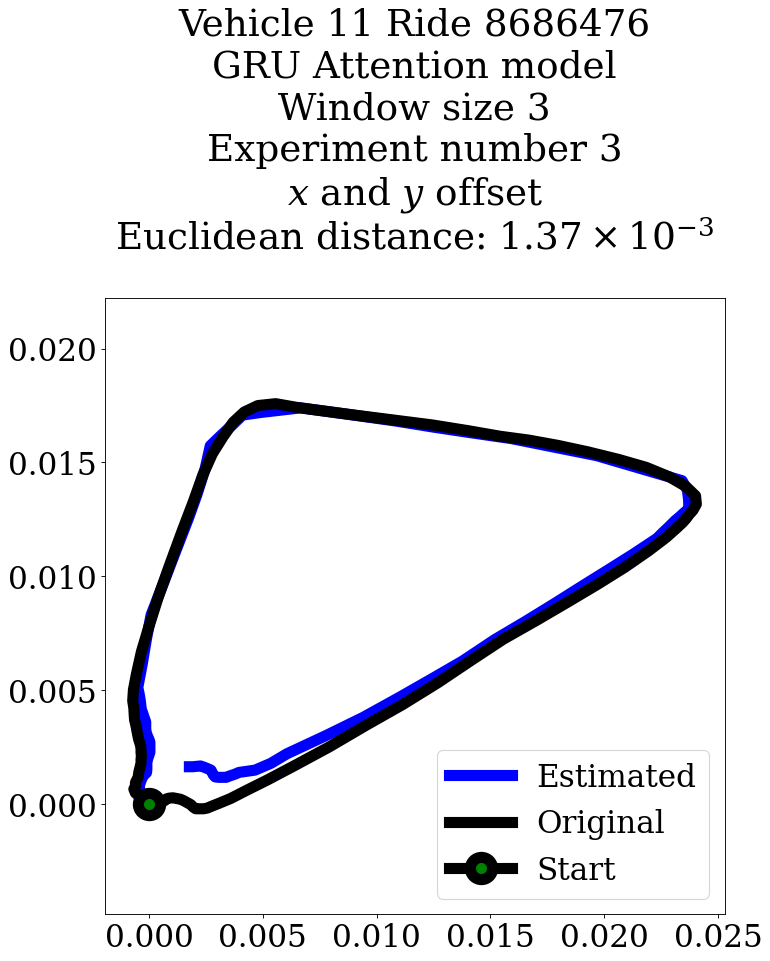 Vehicle 11 Ride 8686476
GRU Attention model
Window size 3
Experiment number 3
x and y offset
Euclidean distance: 1.37 × 10⁻³
0.020
0.015
0.010
0.005
0.000
Estimated
Original
Start
0.000 0.005 0.010 0.015 0.020 0.025